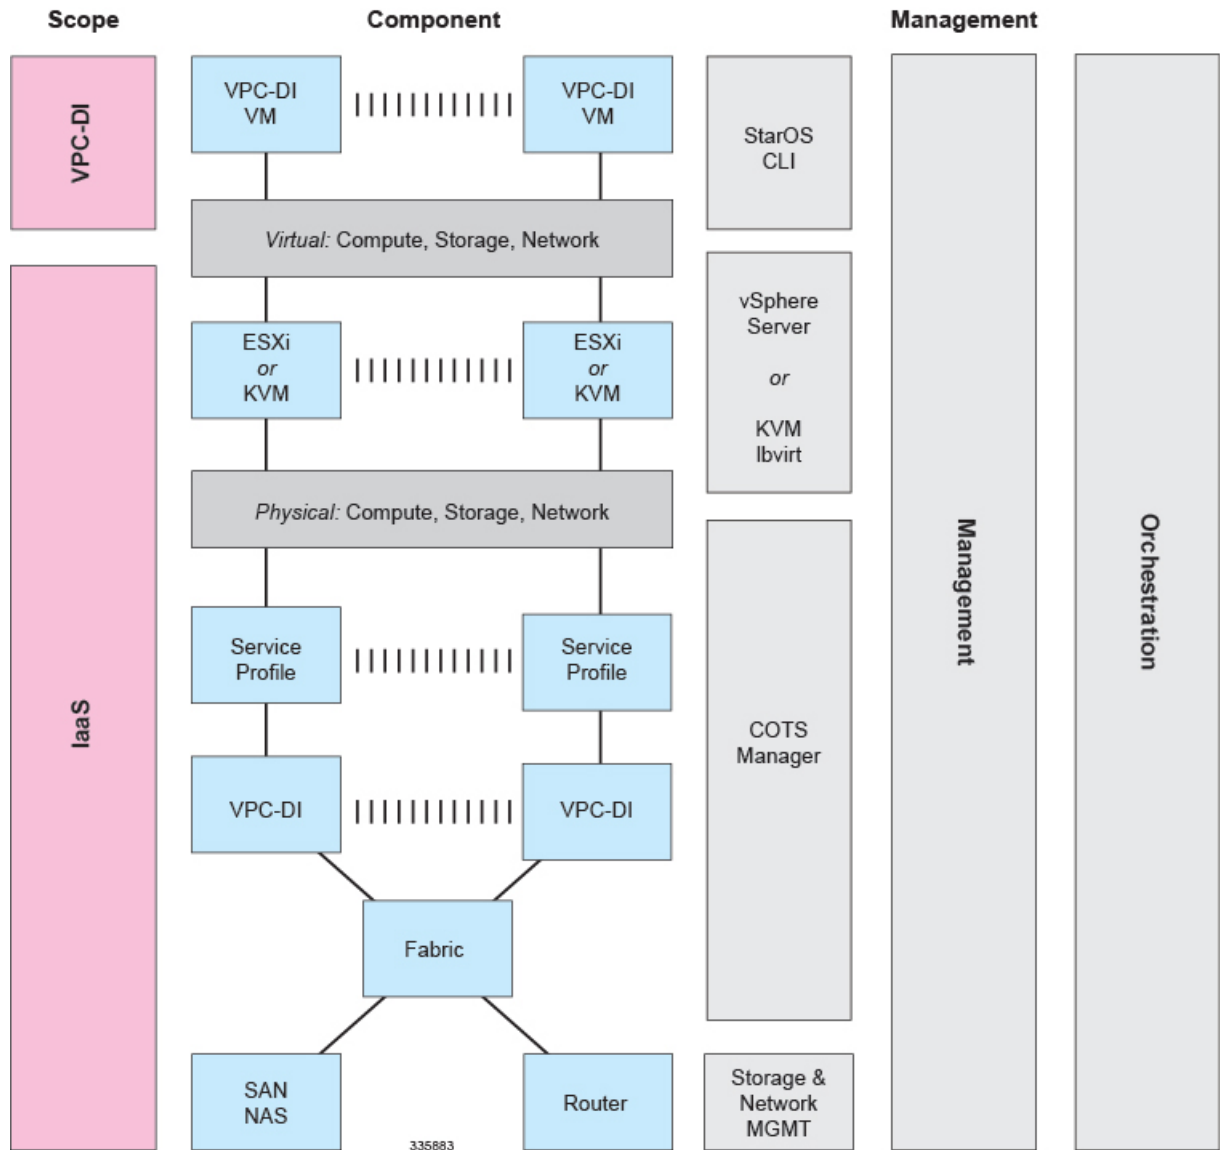 Scope
Component
Management
VPC-DI
VPC-DI
VM
VPC-DI
VM
StarOS
CLI
Virtual: Compute, Storage, Network
IaaS
ESXi
or
KVM
ESXi
or
KVM
vSphere
Server
or
KVM
lbvirt
Physical: Compute, Storage, Network
Service
Profile
Service
Profile
COTS
Manager
VPC-DI
VPC-DI
Fabric
SAN
NAS
Router
Storage &
Network
MGMT
Management
Orchestration
335883